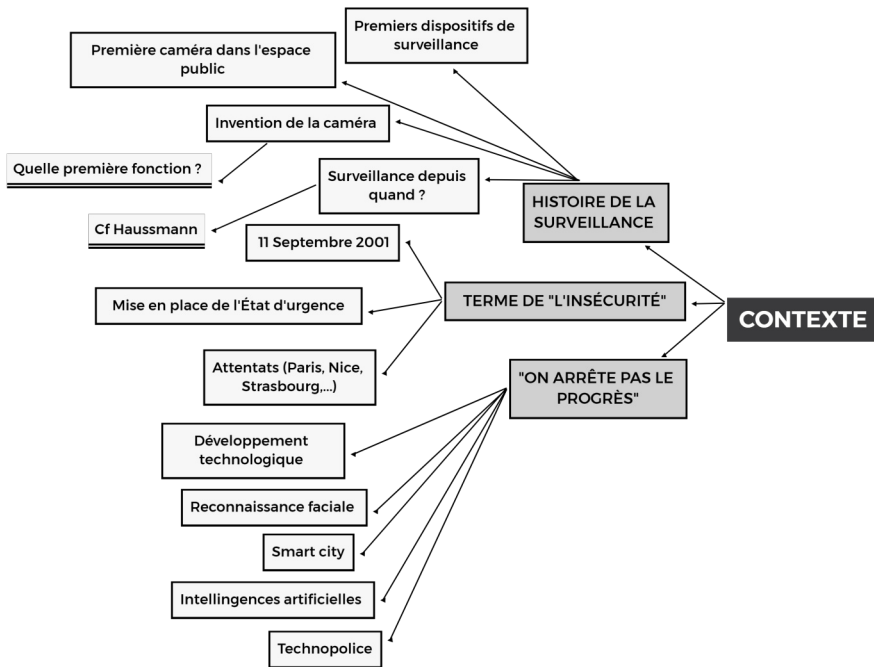 Premiers dispositifs de
surveillance
Première caméra dans l'espace
public
Invention de la caméra
Quelle première fonction ?
Surveillance depuis
quand ?
Cf Haussmann
HISTOIRE DE LA
SURVEILLANCE
11 Septembre 2001
Mise en place de l'État d'urgence
TERME DE "L'INSÉCURITÉ"
CONTEXTE
Attentats (Paris, Nice,
Strasbourg,...)
"ON ARRÊTE PAS LE
PROGRÈS"
Développement
technologique
Reconnaissance faciale
Smart city
Intellingences artificielles
Technopolice